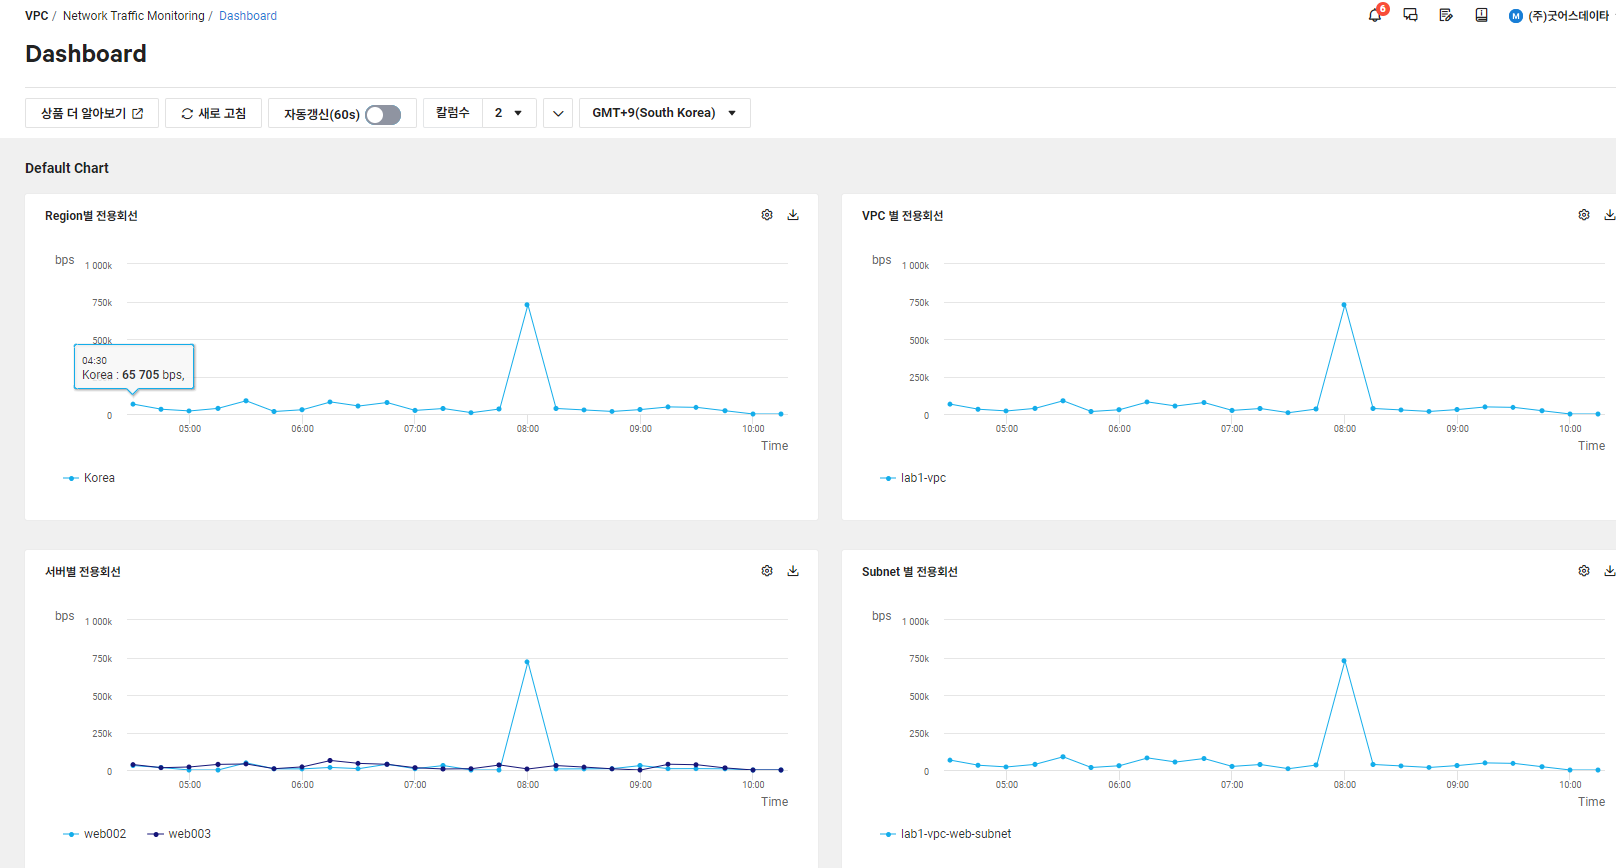 VPC / Network Traffic Monitoring / Dashboard
6
M (주)굿어스데이타
Dashboard
상품 더 알아보기 새로 고침 자동갱신(60s) 칼럼수 2 GMT+9(South Korea)
Default Chart
Region별 전용회선
bps
1 000k
750k
500k
04:30
Korea : 65 705 bps,
0
05:00 06:00 07:00 08:00 09:00 10:00
Time
Korea
VPC 별 전용회선
bps
1 000k
750k
500k
250k
0
05:00 06:00 07:00 08:00 09:00 10:00
Time
lab1-vpc
서버별 전용회선
bps
1 000k
750k
500k
250k
0
05:00 06:00 07:00 08:00 09:00 10:00
Time
web002 web003
Subnet 별 전용회선
bps
1 000k
750k
500k
250k
0
05:00 06:00 07:00 08:00 09:00 10:00
Time
lab1-vpc-web-subnet